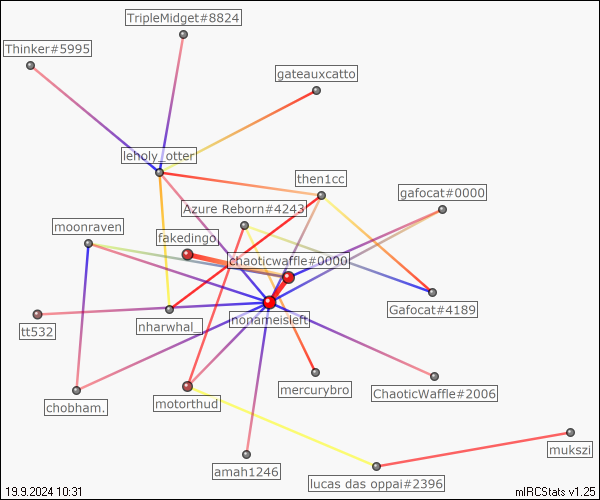 TripleMidget#8824
Thinker#5995
gateauxcatto
leholy_otter
then1cc
gafocat#0000
Azure Reborn#4243
moonraven
fakedingo
chaoticwaffle#0000
Gafocat#4189
nonameisleft
nharwhal_
tt532
mercurybro
ChaoticWaffle#2006
chobham.
motorthud
mukszi
amah1246
lucas das oppai#2396
19.9.2024 10:31
mIRCStats v1.25